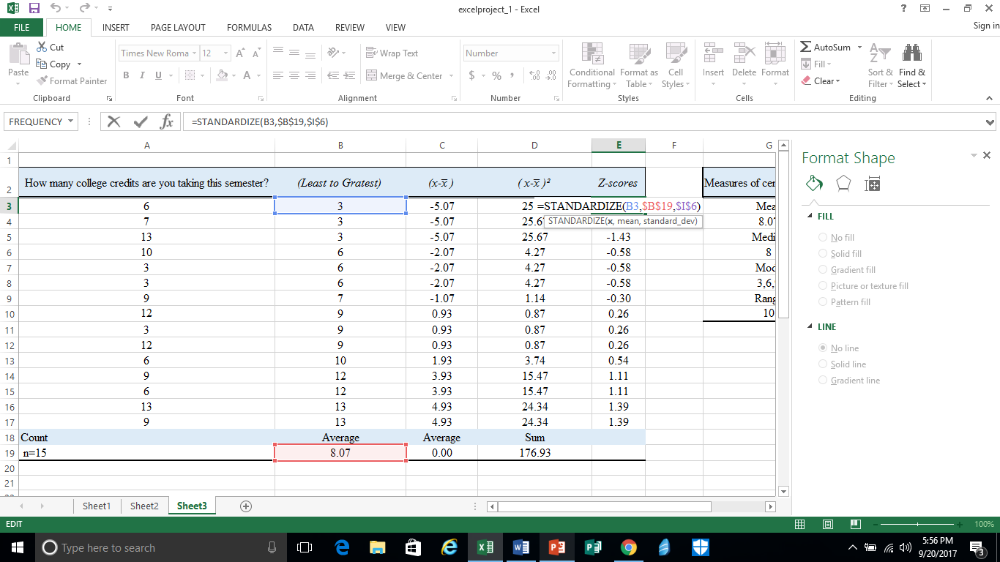 excelproject_1 - Excel
FILE HOME INSERT PAGE LAYOUT FORMULAS DATA REVIEW VIEW Sign in
Paste Cut Copy Format Painter Clipboard
Times New Roma 12 B I U A Font
Wrap Text Merge & Center Alignment
Number $ % , Number
Conditional Formatting Format as Table Cell Styles Styles
Insert Delete Format Cells
AutoSum Fill Clear Sort & Filter Find & Select Editing
FREQUENCY fx =STANDARDIZE(B3,$B$19,$I$6)
A B C D E F G
1
2 How many college credits are you taking this semester? (Least to Gratest) (x-x̅ ) ( x-x̅ )² Z-scores Measures of cer
3 6 3 -5.07 25 =STANDARDIZE(B3,$B$19,$I$6) Mea
STANDARDIZE(x, mean, standard_dev)
4 7 3 -5.07 25.6 8.0
5 13 3 -5.07 25.67 -1.43 Medi
6 10 6 -2.07 4.27 -0.58 8
7 3 6 -2.07 4.27 -0.58 Moc
8 3 6 -2.07 4.27 -0.58 3,6,
9 9 7 -1.07 1.14 -0.30 Rang
10 12 9 0.93 0.87 0.26 10
11 3 9 0.93 0.87 0.26
12 12 9 0.93 0.87 0.26
13 6 10 1.93 3.74 0.54
14 9 12 3.93 15.47 1.11
15 6 12 3.93 15.47 1.11
16 13 13 4.93 24.34 1.39
17 9 13 4.93 24.34 1.39
18 Count Average Average Sum
19 n=15 8.07 0.00 176.93
20
21
Format Shape
FILL
No fill
Solid fill
Gradient fill
Picture or texture fill
Pattern fill
LINE
No line
Solid line
Gradient line
Sheet1 Sheet2 Sheet3
EDIT 100%
Type here to search
5:56 PM
9/20/2017
3